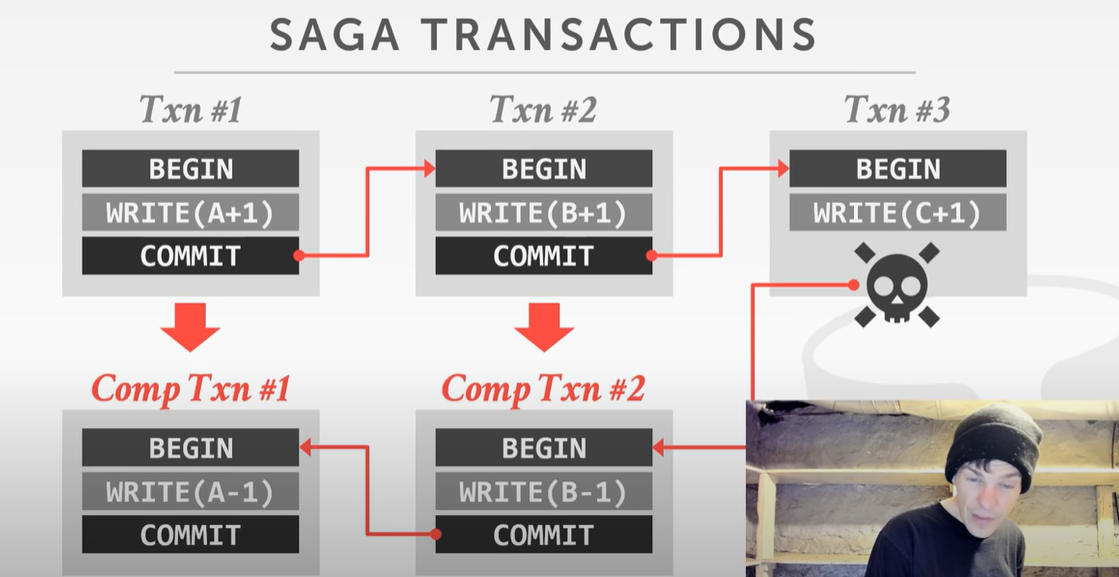 SAGA TRANSACTIONS
Txn #1
BEGIN
WRITE(A+1)
COMMIT
Txn #2
BEGIN
WRITE(B+1)
COMMIT
Txn #3
BEGIN
WRITE(C+1)
Comp Txn #1
BEGIN
WRITE(A-1)
COMMIT
Comp Txn #2
BEGIN
WRITE(B-1)
COMMIT